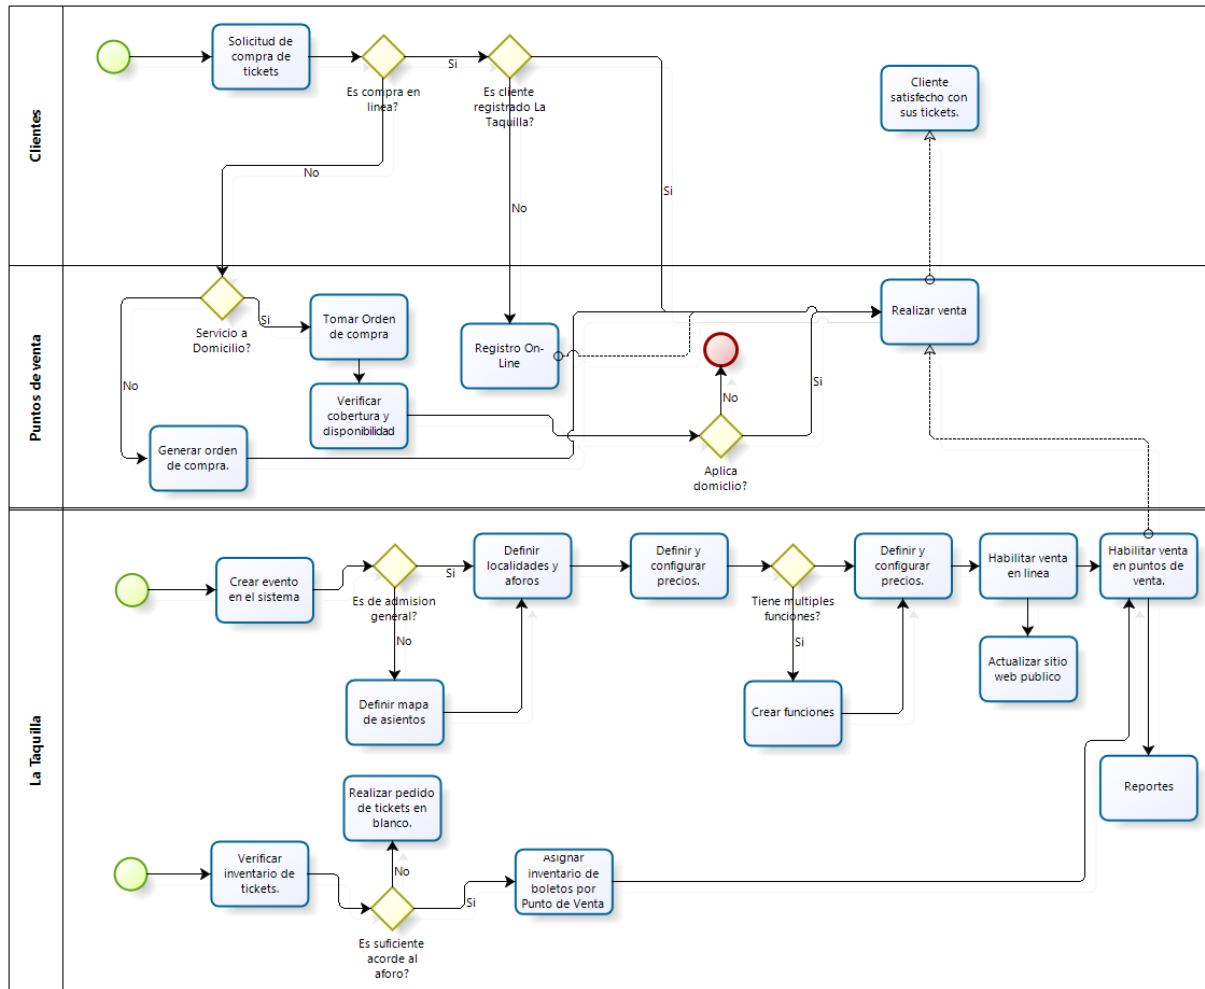 Clientes
Solicitud de
compra de
tickets
Es compra en
linea?
Si
Es cliente
registrado La
Taquilla?
Si
No
No
Cliente
satisfecho con
sus tickets.
Puntos de venta
Servicio a
Domicilio?
Si
No
Tomar Orden
de compra
Verificar
cobertura y
disponibilidad
Generar orden
de compra.
Registro On-
Line
No
Aplica
domiclio?
Si
Realizar venta
La Taquilla
Crear evento
en el sistema
Es de admision
general?
Si
No
Definir mapa
de asientos
Definir
localidades y
aforos
Definir y
configurar
precios.
Tiene multiples
funciones?
Si
Crear funciones
Definir y
configurar
precios.
Habilitar venta
en linea
Actualizar sitio
web publico
Habilitar venta
en puntos de
venta.
Reportes
Verificar
inventario de
tickets.
Es suficiente
acorde al
aforo?
No
Realizar pedido
de tickets en
blanco.
Si
Asignar
inventario de
boletos por
Punto de Venta